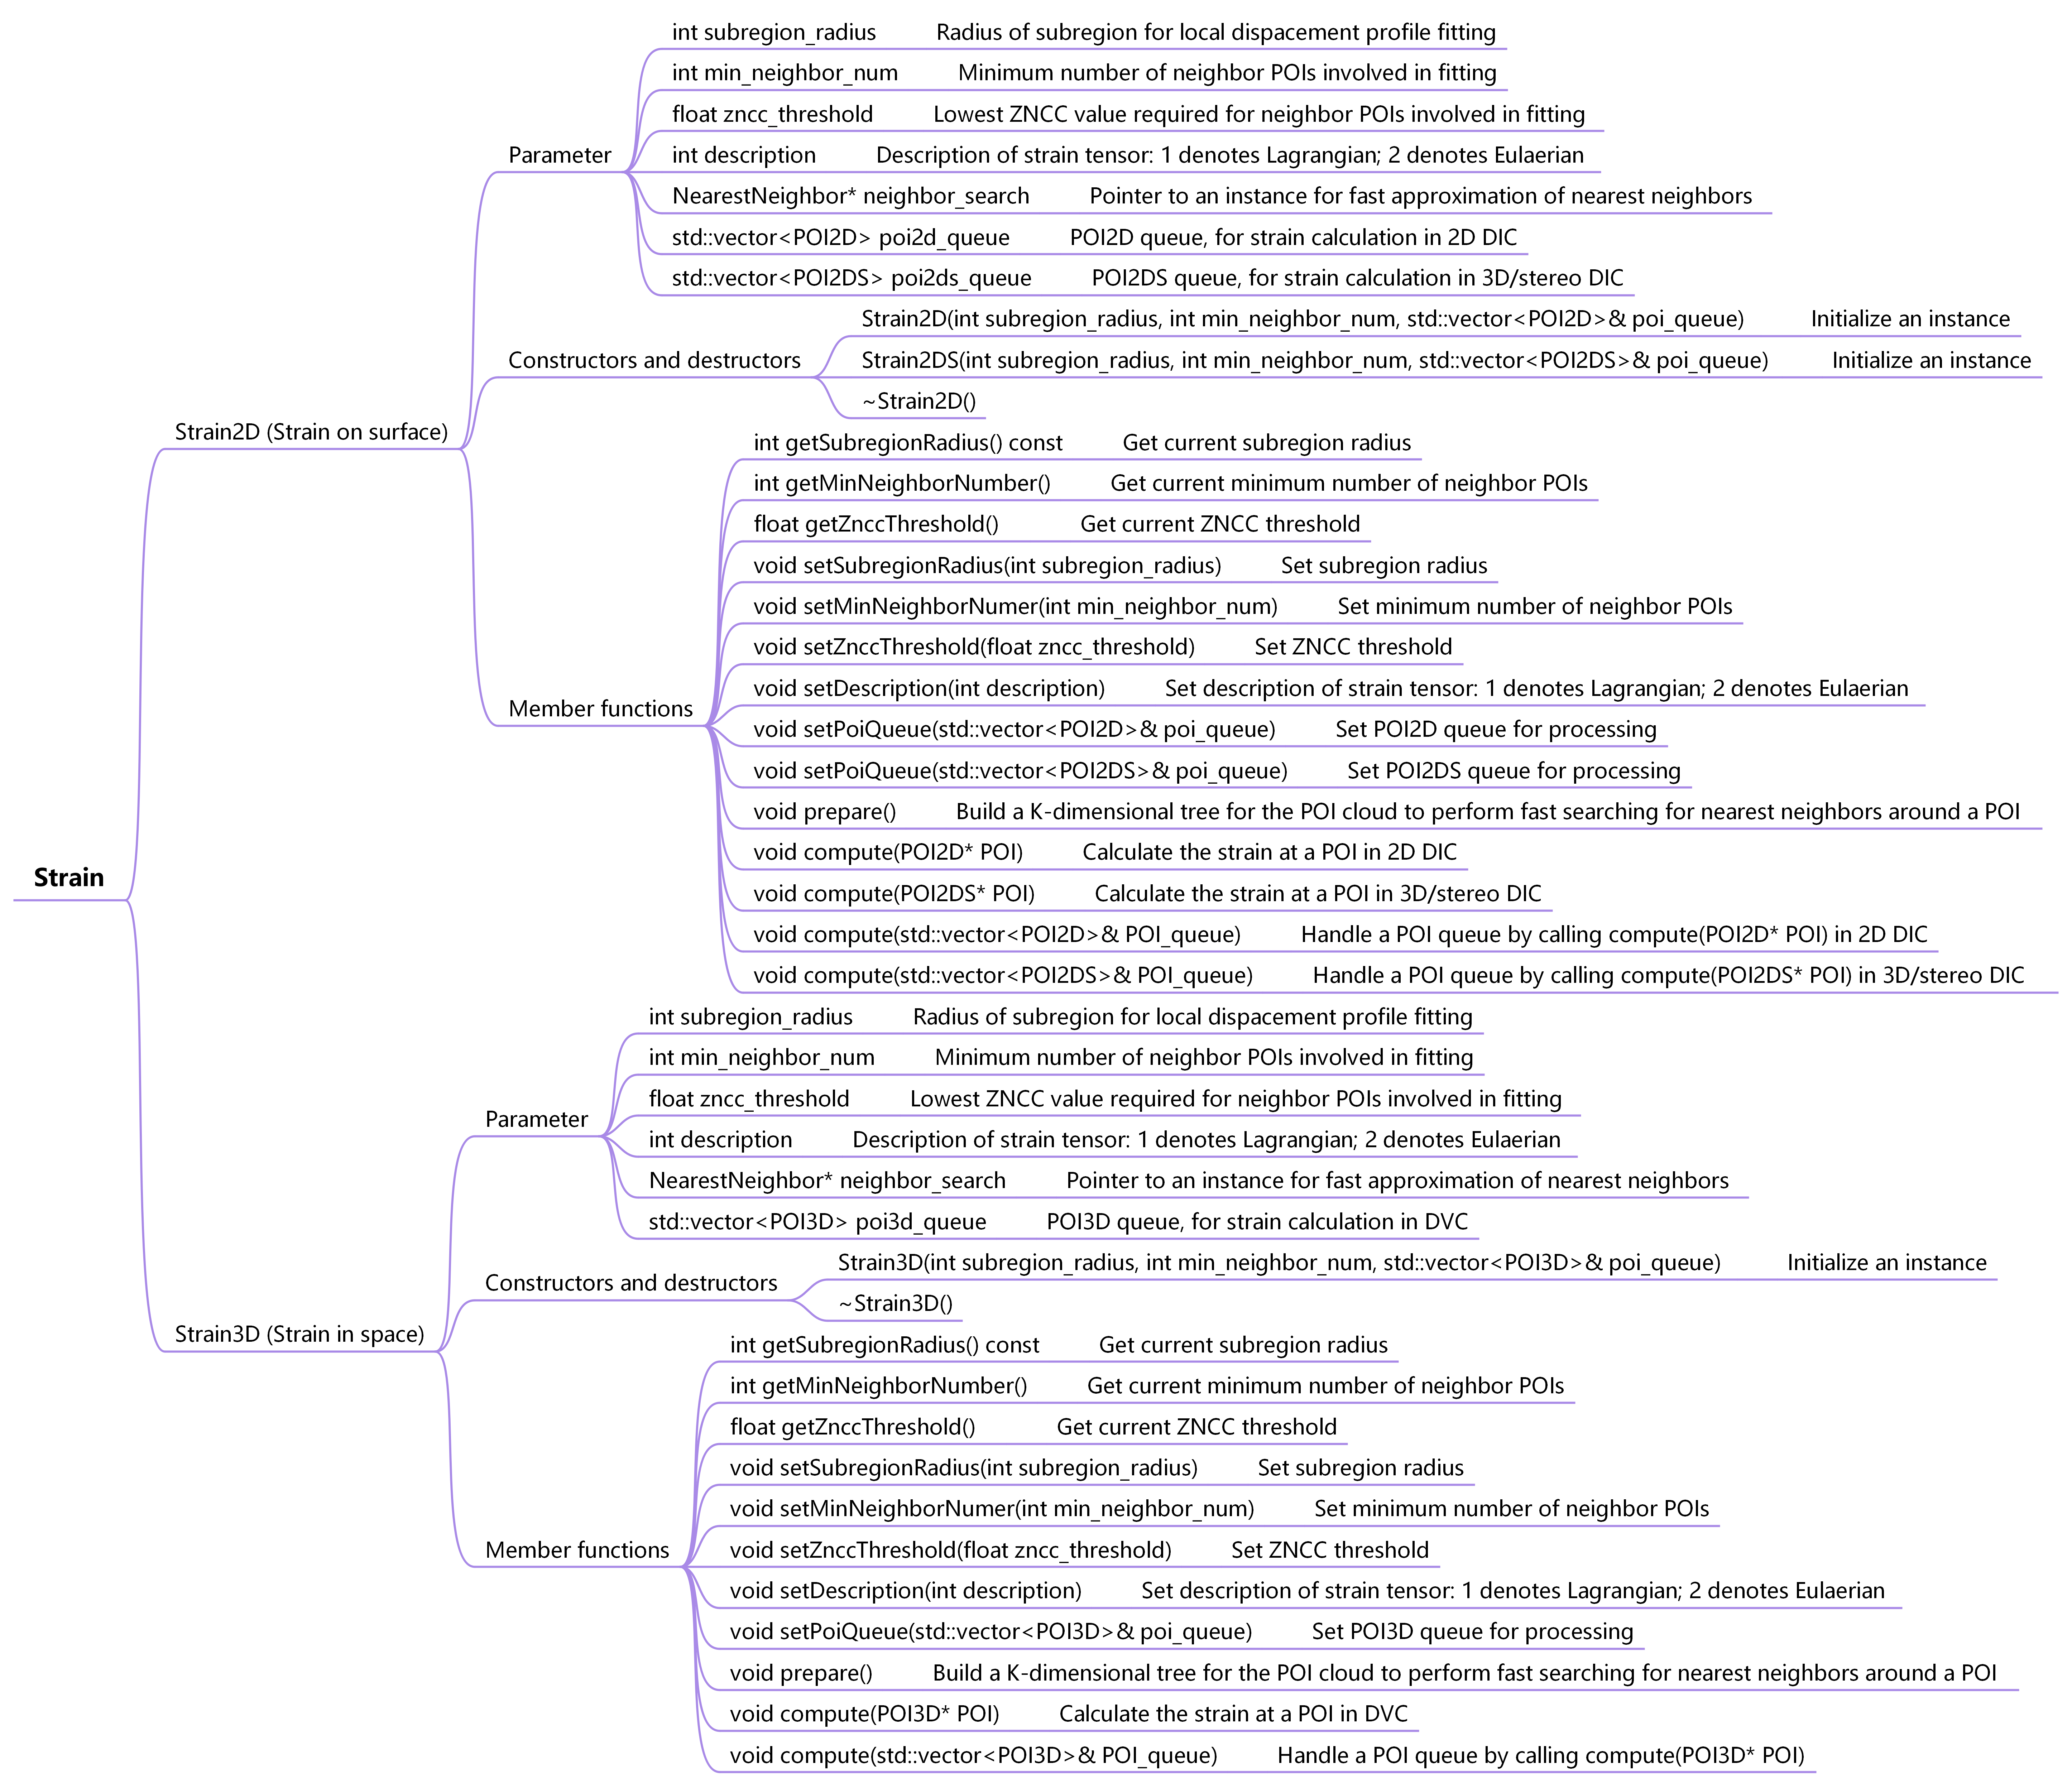 int subregion_radius Radius of subregion for local dispacement profile fitting
int min_neighbor_num Minimum number of neighbor POIs involved in fitting
float zncc_threshold Lowest ZNCC value required for neighbor POIs involved in fitting
Parameter
int description Description of strain tensor: 1 denotes Lagrangian; 2 denotes Eulaerian
NearestNeighbor* neighbor_search Pointer to an instance for fast approximation of nearest neighbors
std::vector<POI2D> poi2d_queue POI2D queue, for strain calculation in 2D DIC
std::vector<POI2DS> poi2ds_queue POI2DS queue, for strain calculation in 3D/stereo DIC
Strain2D(int subregion_radius, int min_neighbor_num, std::vector<POI2D>& poi_queue) Initialize an instance
Constructors and destructors
Strain2DS(int subregion_radius, int min_neighbor_num, std::vector<POI2DS>& poi_queue) Initialize an instance
~Strain2D()
Strain2D (Strain on surface)
int getSubregionRadius() const Get current subregion radius
int getMinNeighborNumber() Get current minimum number of neighbor POIs
float getZnccThreshold() Get current ZNCC threshold
void setSubregionRadius(int subregion_radius) Set subregion radius
void setMinNeighborNumer(int min_neighbor_num) Set minimum number of neighbor POIs
void setZnccThreshold(float zncc_threshold) Set ZNCC threshold
void setDescription(int description) Set description of strain tensor: 1 denotes Lagrangian; 2 denotes Eulaerian
Member functions
void setPoiQueue(std::vector<POI2D>& poi_queue) Set POI2D queue for processing
void setPoiQueue(std::vector<POI2DS>& poi_queue) Set POI2DS queue for processing
void prepare() Build a K-dimensional tree for the POI cloud to perform fast searching for nearest neighbors around a POI
void compute(POI2D* POI) Calculate the strain at a POI in 2D DIC
Strain
void compute(POI2DS* POI) Calculate the strain at a POI in 3D/stereo DIC
void compute(std::vector<POI2D>& POI_queue) Handle a POI queue by calling compute(POI2D* POI) in 2D DIC
void compute(std::vector<POI2DS>& POI_queue) Handle a POI queue by calling compute(POI2DS* POI) in 3D/stereo DIC
int subregion_radius Radius of subregion for local dispacement profile fitting
int min_neighbor_num Minimum number of neighbor POIs involved in fitting
float zncc_threshold Lowest ZNCC value required for neighbor POIs involved in fitting
Parameter
int description Description of strain tensor: 1 denotes Lagrangian; 2 denotes Eulaerian
NearestNeighbor* neighbor_search Pointer to an instance for fast approximation of nearest neighbors
std::vector<POI3D> poi3d_queue POI3D queue, for strain calculation in DVC
Strain3D(int subregion_radius, int min_neighbor_num, std::vector<POI3D>& poi_queue) Initialize an instance
Constructors and destructors
~Strain3D()
Strain3D (Strain in space)
int getSubregionRadius() const Get current subregion radius
int getMinNeighborNumber() Get current minimum number of neighbor POIs
float getZnccThreshold() Get current ZNCC threshold
void setSubregionRadius(int subregion_radius) Set subregion radius
void setMinNeighborNumer(int min_neighbor_num) Set minimum number of neighbor POIs
Member functions
void setZnccThreshold(float zncc_threshold) Set ZNCC threshold
void setDescription(int description) Set description of strain tensor: 1 denotes Lagrangian; 2 denotes Eulaerian
void setPoiQueue(std::vector<POI3D>& poi_queue) Set POI3D queue for processing
void prepare() Build a K-dimensional tree for the POI cloud to perform fast searching for nearest neighbors around a POI
void compute(POI3D* POI) Calculate the strain at a POI in DVC
void compute(std::vector<POI3D>& POI_queue) Handle a POI queue by calling compute(POI3D* POI)